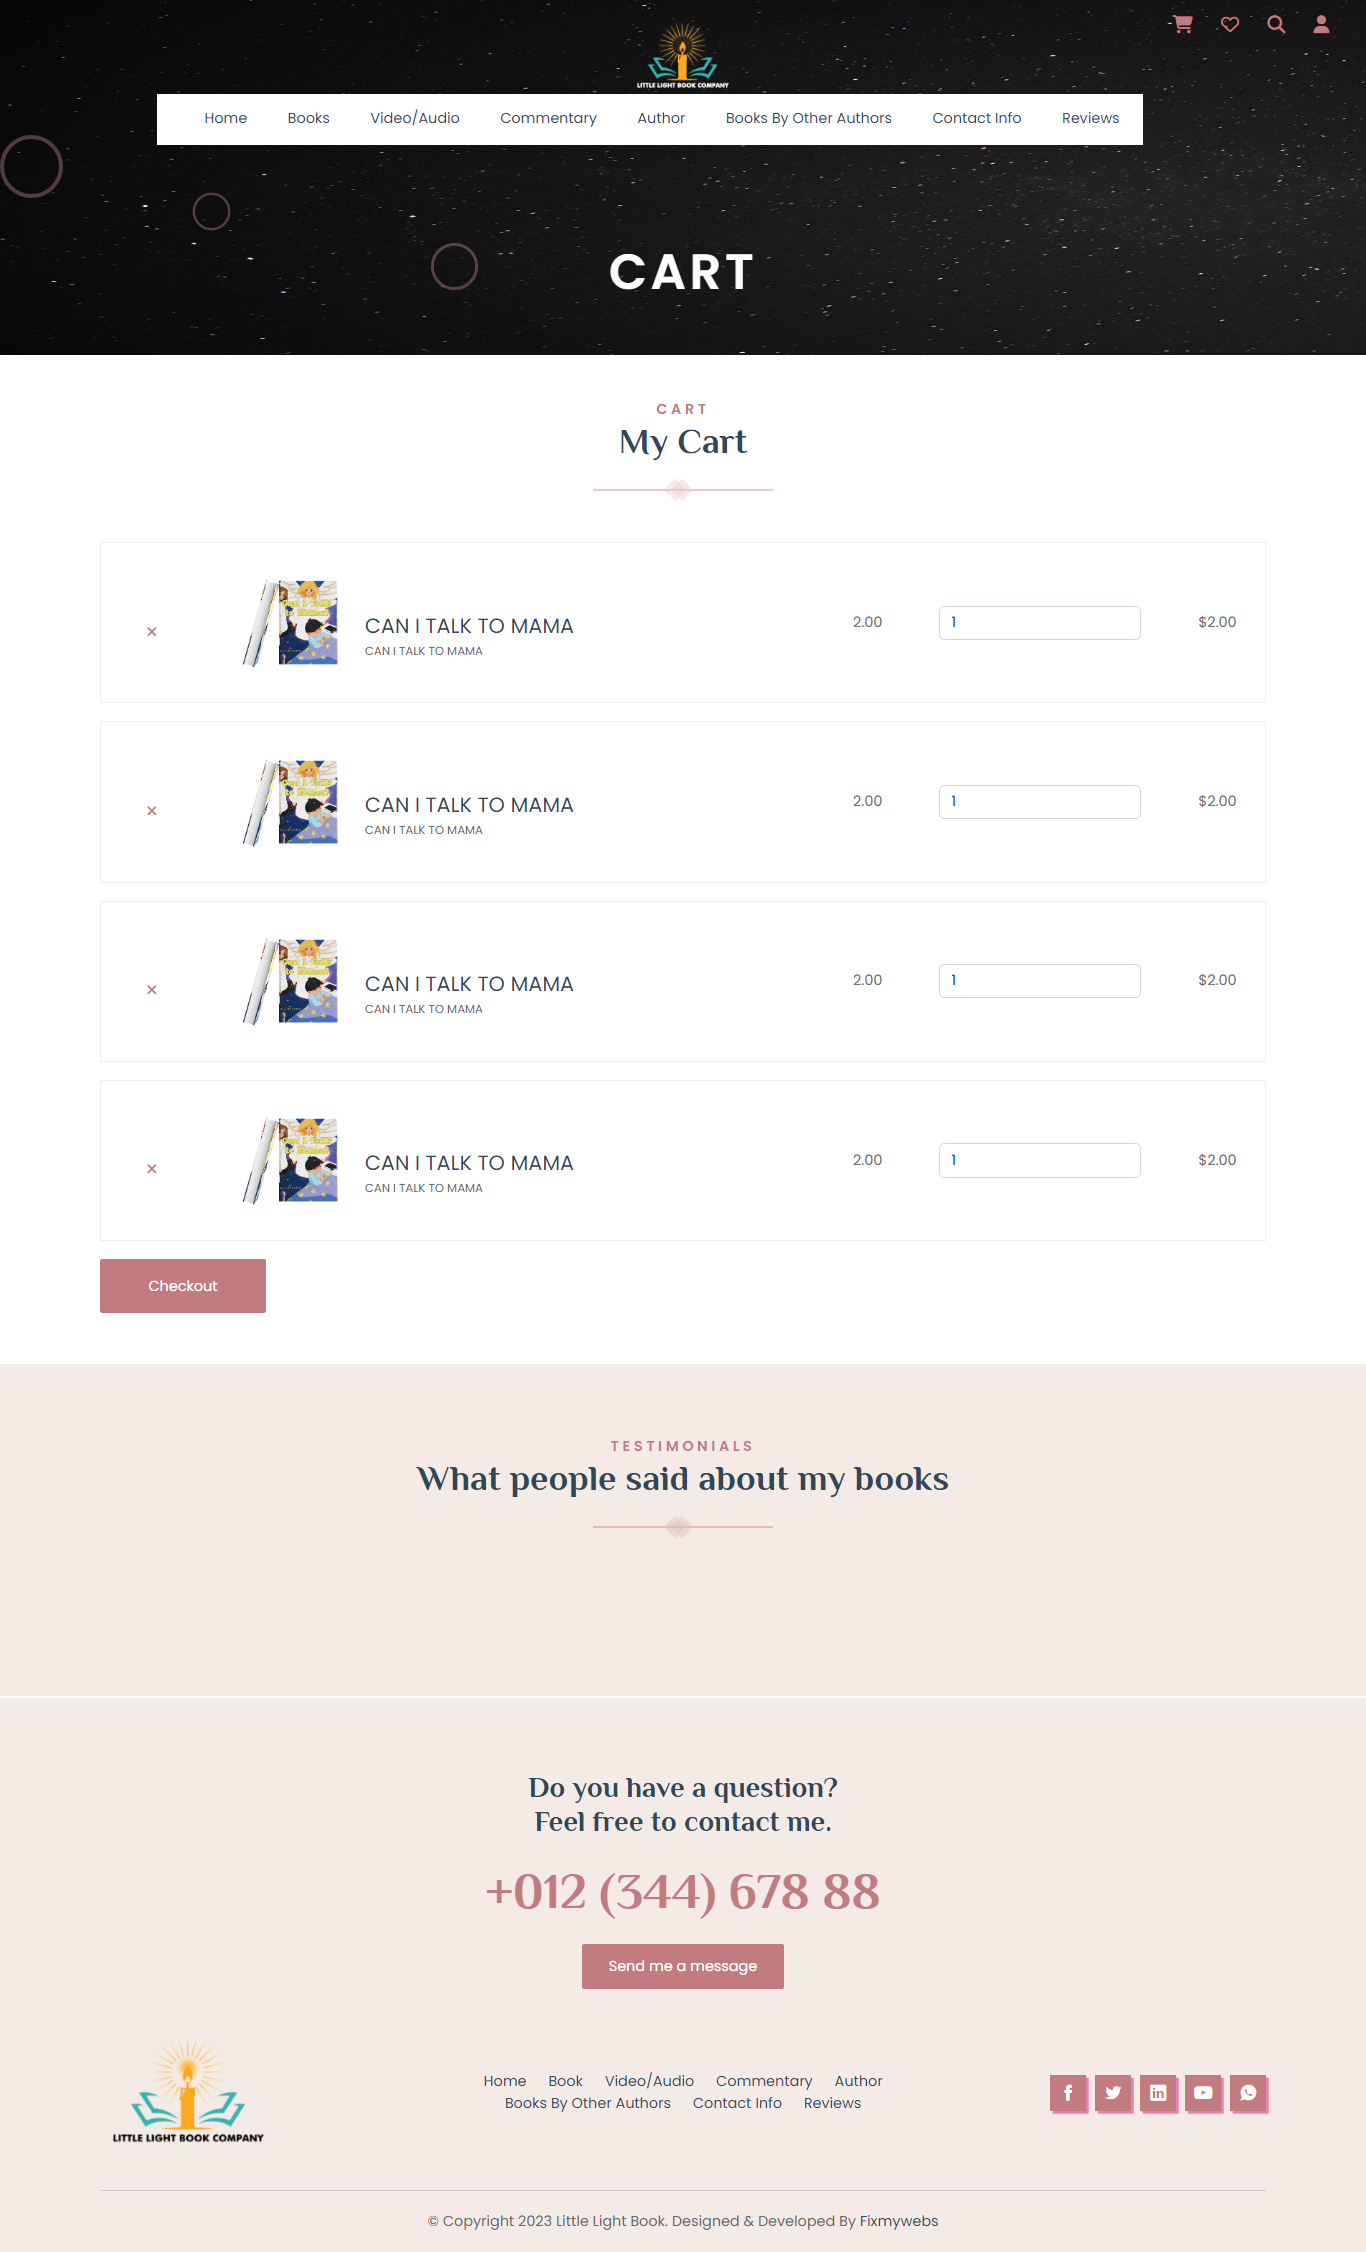 LITTLE LIGHT BOOK COMPANY
Home Books Video/Audio Commentary Author Books By Other Authors Contact Info Reviews
CART
CART
My Cart
× CAN I TALK TO MAMA 2.00 1 $2.00
CAN I TALK TO MAMA
× CAN I TALK TO MAMA 2.00 1 $2.00
CAN I TALK TO MAMA
× CAN I TALK TO MAMA 2.00 1 $2.00
CAN I TALK TO MAMA
× CAN I TALK TO MAMA 2.00 1 $2.00
CAN I TALK TO MAMA
Checkout
TESTIMONIALS
What people said about my books
Do you have a question?
Feel free to contact me.
+012 (344) 678 88
Send me a message
LITTLE LIGHT BOOK COMPANY
Home Book Video/Audio Commentary Author
Books By Other Authors Contact Info Reviews
© Copyright 2023 Little Light Book. Designed & Developed By Fixmywebs